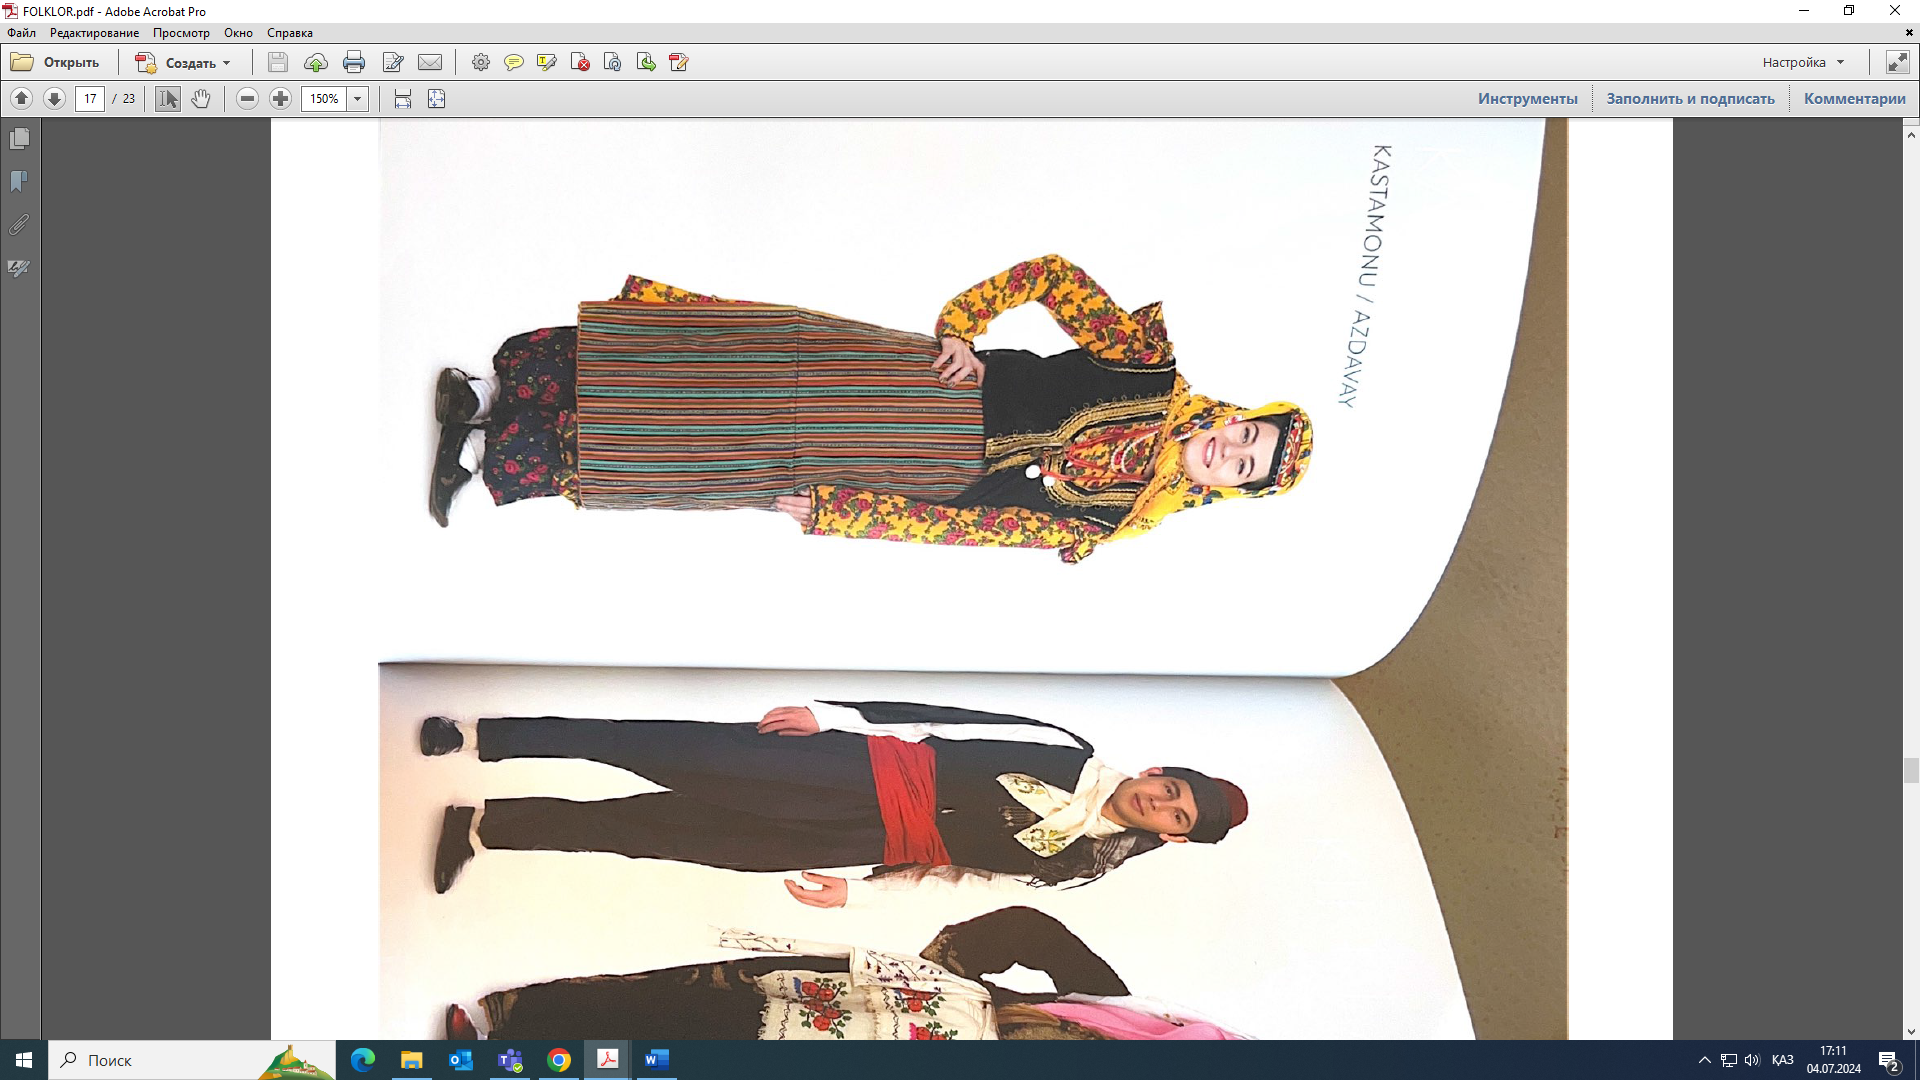 FOLKLOR.pdf - Adobe Acrobat Pro
Файл Редактирование Просмотр Окно Справка
Открыть Создать Настройка
17 / 23 150% Инструменты Заполнить и подписать Комментарии
KASTAMONU / AZDAVAY
Поиск ҚАЗ 17:11
04.07.2024 2